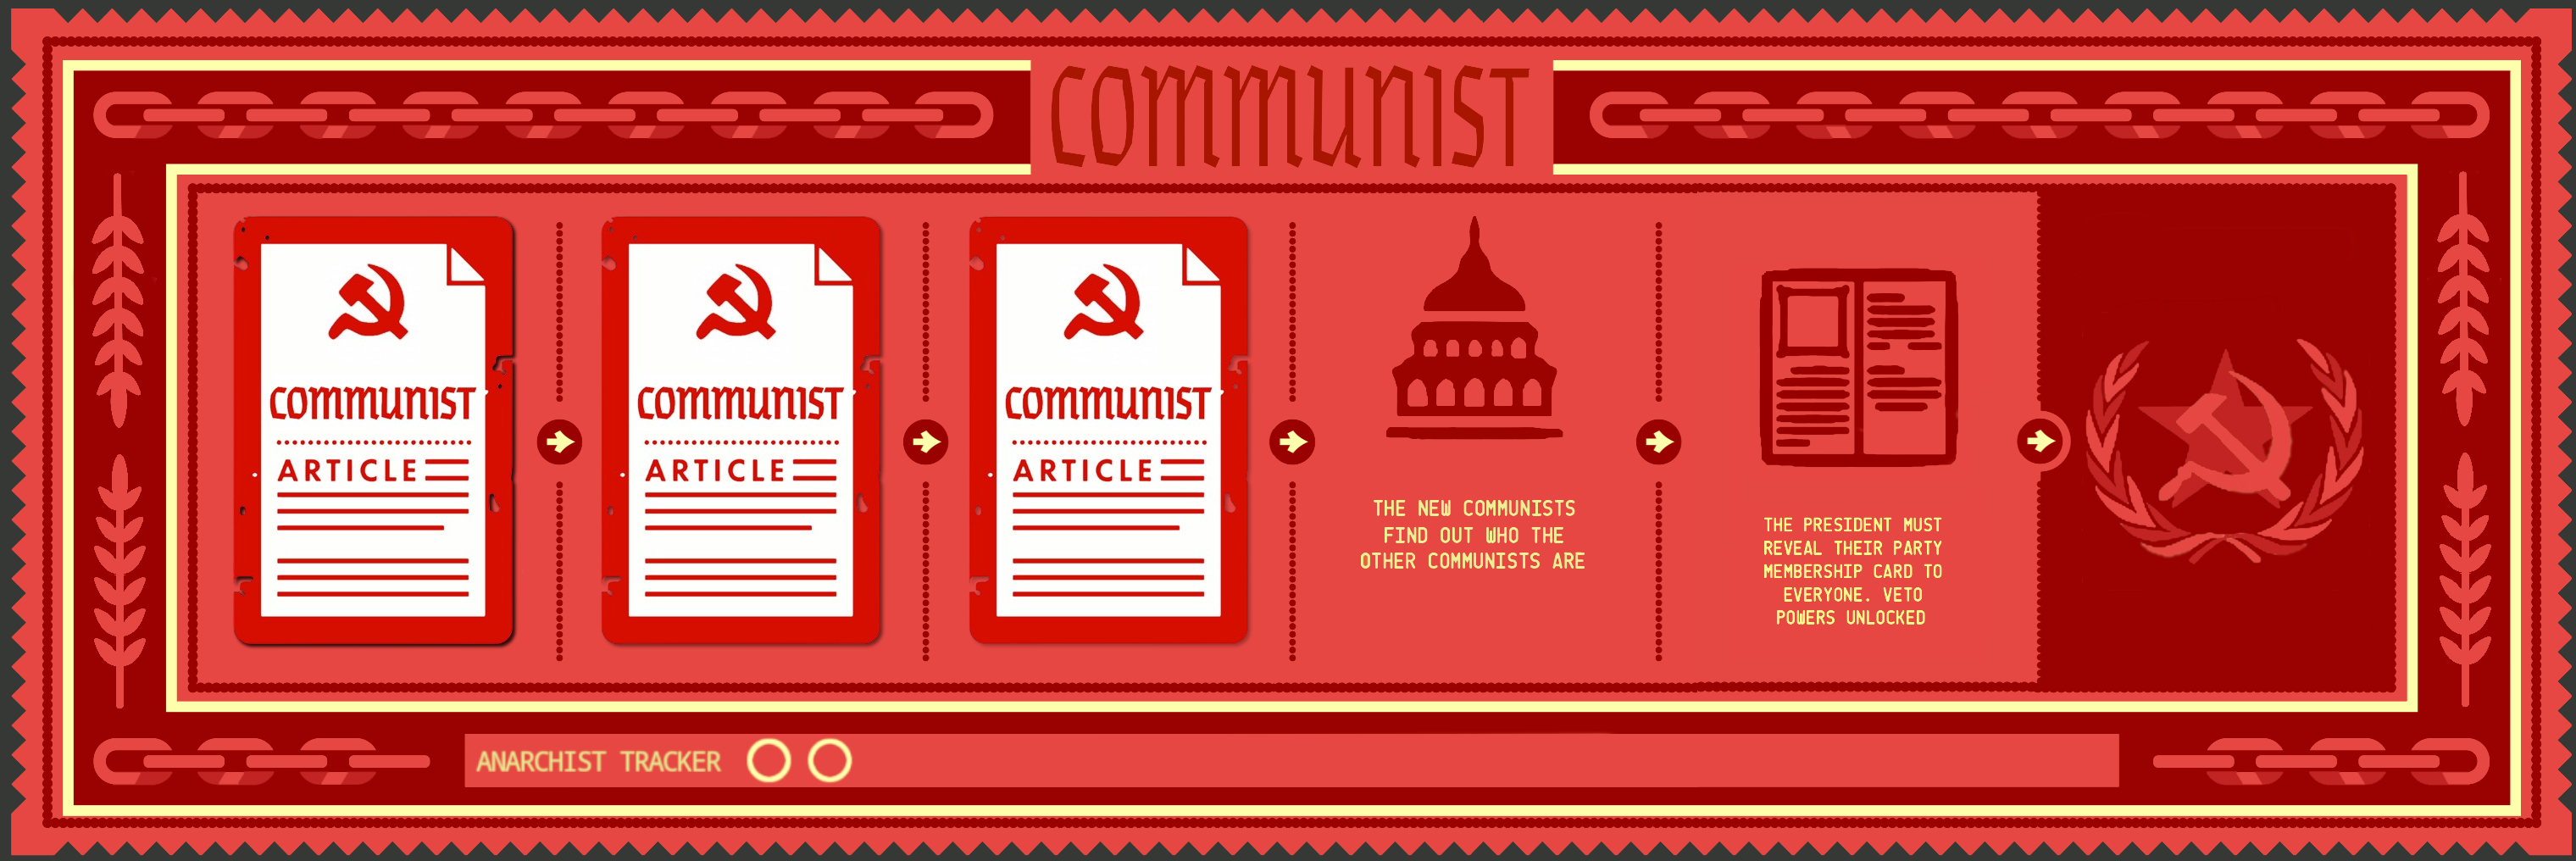 COMMUNIST
COMMUNIST
ARTICLE
COMMUNIST
ARTICLE
COMMUNIST
ARTICLE
THE NEW COMMUNISTS
FIND OUT WHO THE
OTHER COMMUNISTS ARE
THE PRESIDENT MUST
REVEAL THEIR PARTY
MEMBERSHIP CARD TO
EVERYONE. VETO
POWERS UNLOCKED
ANARCHIST TRACKER